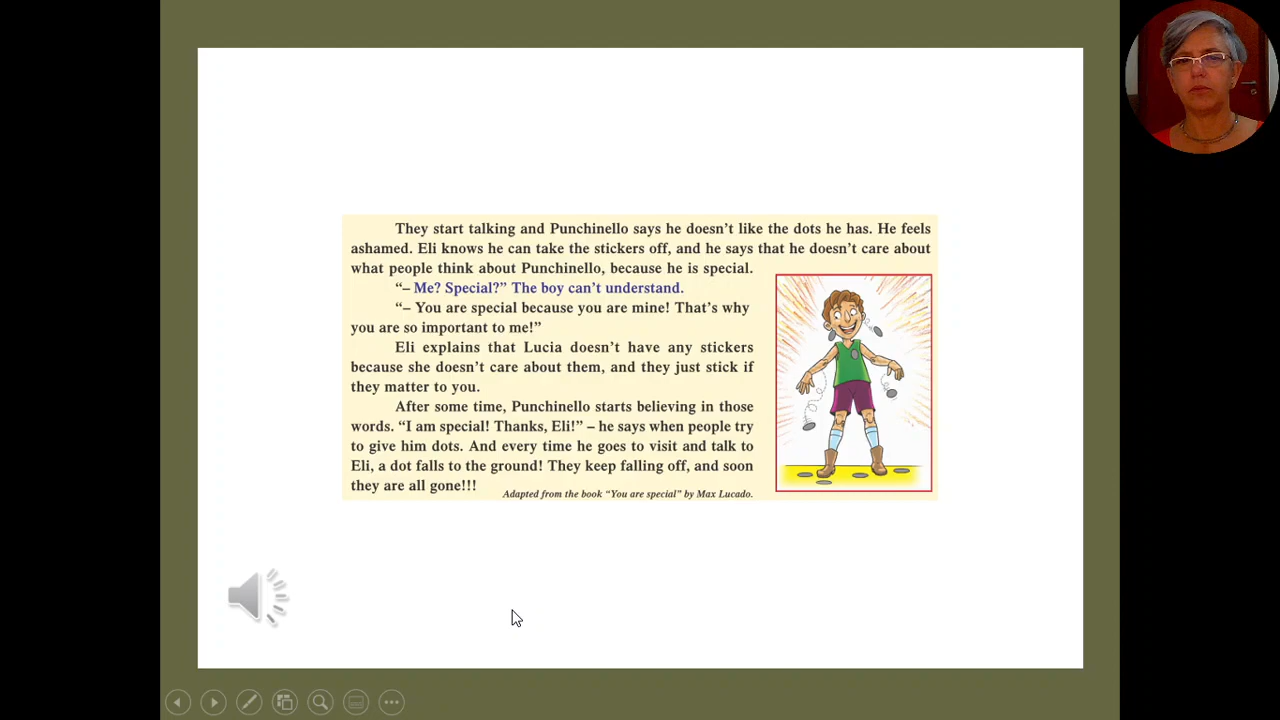 They start talking and Punchinello says he doesn't like the dots he has. He feels
ashamed. Eli knows he can take the stickers off, and he says that he doesn't care about
what people think about Punchinello, because he is special.
“– Me? Special?” The boy can't understand.
“– You are special because you are mine! That's why
you are so important to me!”
Eli explains that Lucia doesn't have any stickers
because she doesn't care about them, and they just stick if
they matter to you.
After some time, Punchinello starts believing in those
words. “I am special! Thanks, Eli!” – he says when people try
to give him dots. And every time he goes to visit and talk to
Eli, a dot falls to the ground! They keep falling off, and soon
they are all gone!!!
Adapted from the book “You are special” by Max Lucado.